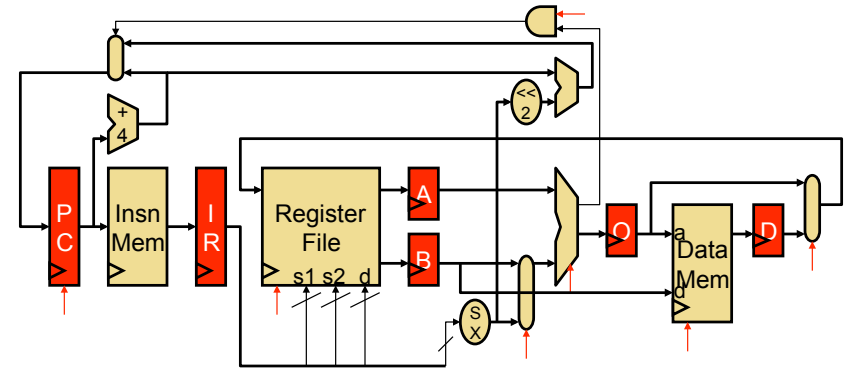 <<
2
+
4
P
C
Insn
Mem
I
R
Register
File
s1 s2 d
A
B
S
X
O
a
Data
Mem
d
D